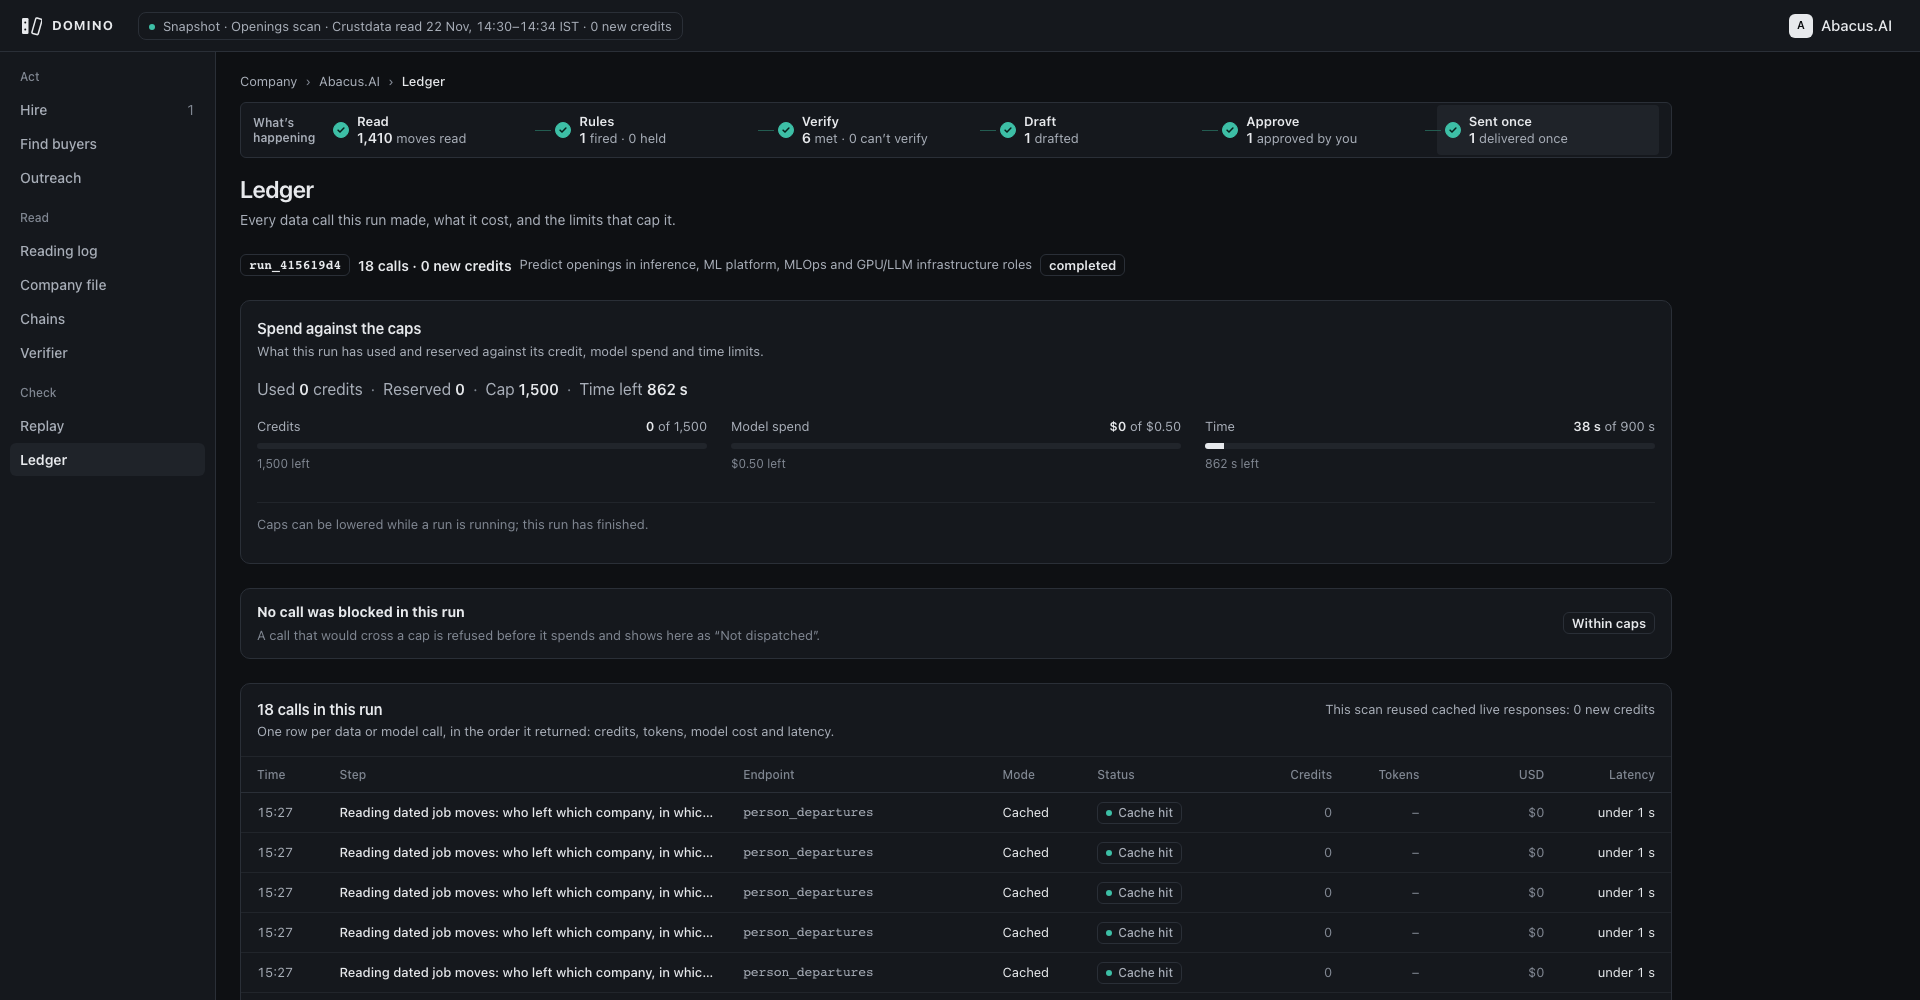 DOMINO
Snapshot · Openings scan · Crustdata read 22 Nov, 14:30–14:34 IST · 0 new credits
A Abacus.AI
Act
Hire 1
Find buyers
Outreach
Read
Reading log
Company file
Chains
Verifier
Check
Replay
Ledger
Company › Abacus.AI › Ledger
What's happening
Read
1,410 moves read
Rules
1 fired · 0 held
Verify
6 met · 0 can't verify
Draft
1 drafted
Approve
1 approved by you
Sent once
1 delivered once
Ledger
Every data call this run made, what it cost, and the limits that cap it.
run_415619d4 18 calls · 0 new credits Predict openings in inference, ML platform, MLOps and GPU/LLM infrastructure roles completed
Spend against the caps
What this run has used and reserved against its credit, model spend and time limits.
Used 0 credits · Reserved 0 · Cap 1,500 · Time left 862 s
Credits 0 of 1,500
1,500 left
Model spend $0 of $0.50
$0.50 left
Time 38 s of 900 s
862 s left
Caps can be lowered while a run is running; this run has finished.
No call was blocked in this run
A call that would cross a cap is refused before it spends and shows here as “Not dispatched”.
Within caps
18 calls in this run
One row per data or model call, in the order it returned: credits, tokens, model cost and latency.
This scan reused cached live responses: 0 new credits
Time Step Endpoint Mode Status Credits Tokens USD Latency
15:27 Reading dated job moves: who left which company, in whic... person_departures Cached Cache hit 0 – $0 under 1 s
15:27 Reading dated job moves: who left which company, in whic... person_departures Cached Cache hit 0 – $0 under 1 s
15:27 Reading dated job moves: who left which company, in whic... person_departures Cached Cache hit 0 – $0 under 1 s
15:27 Reading dated job moves: who left which company, in whic... person_departures Cached Cache hit 0 – $0 under 1 s
15:27 Reading dated job moves: who left which company, in whic... person_departures Cached Cache hit 0 – $0 under 1 s